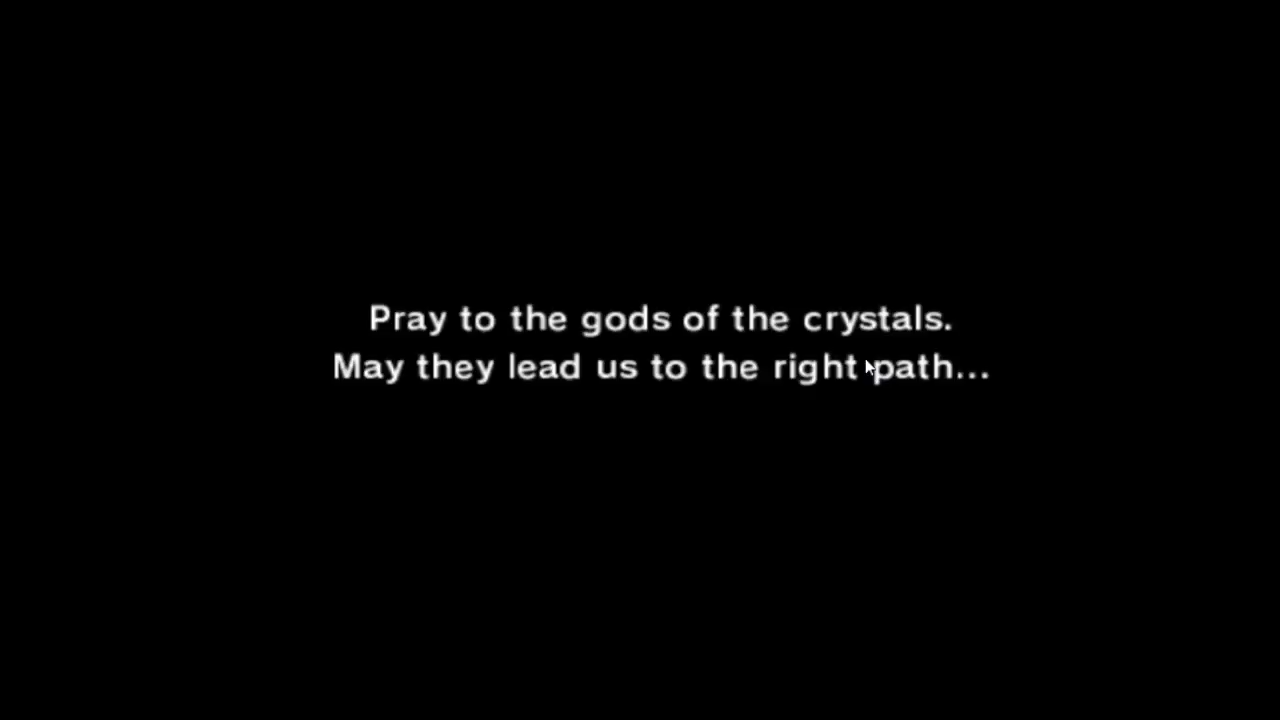 Pray to the gods of the crystals.
May they lead us to the right path...